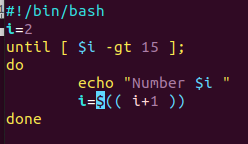 #!/bin/bash
i=2
until [ $i -gt 15 ];
do
        echo "Number $i "
        i=$(( i+1 ))
done